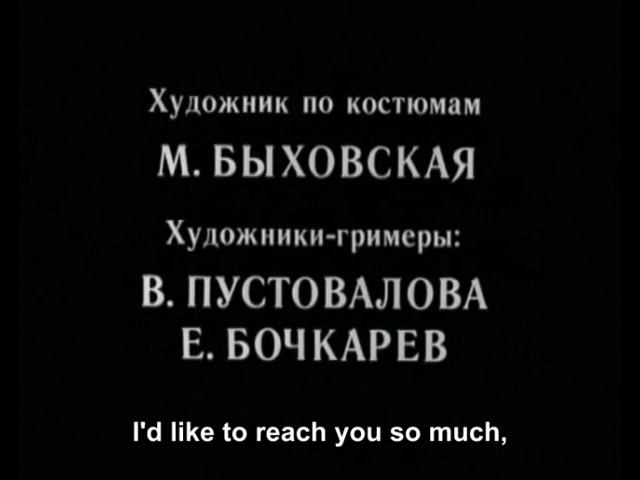 Художник по костюмам
М. БЫХОВСКАЯ
Художники-гримеры:
В. ПУСТОВАЛОВА
Е. БОЧКАРЕВ
I'd like to reach you so much,